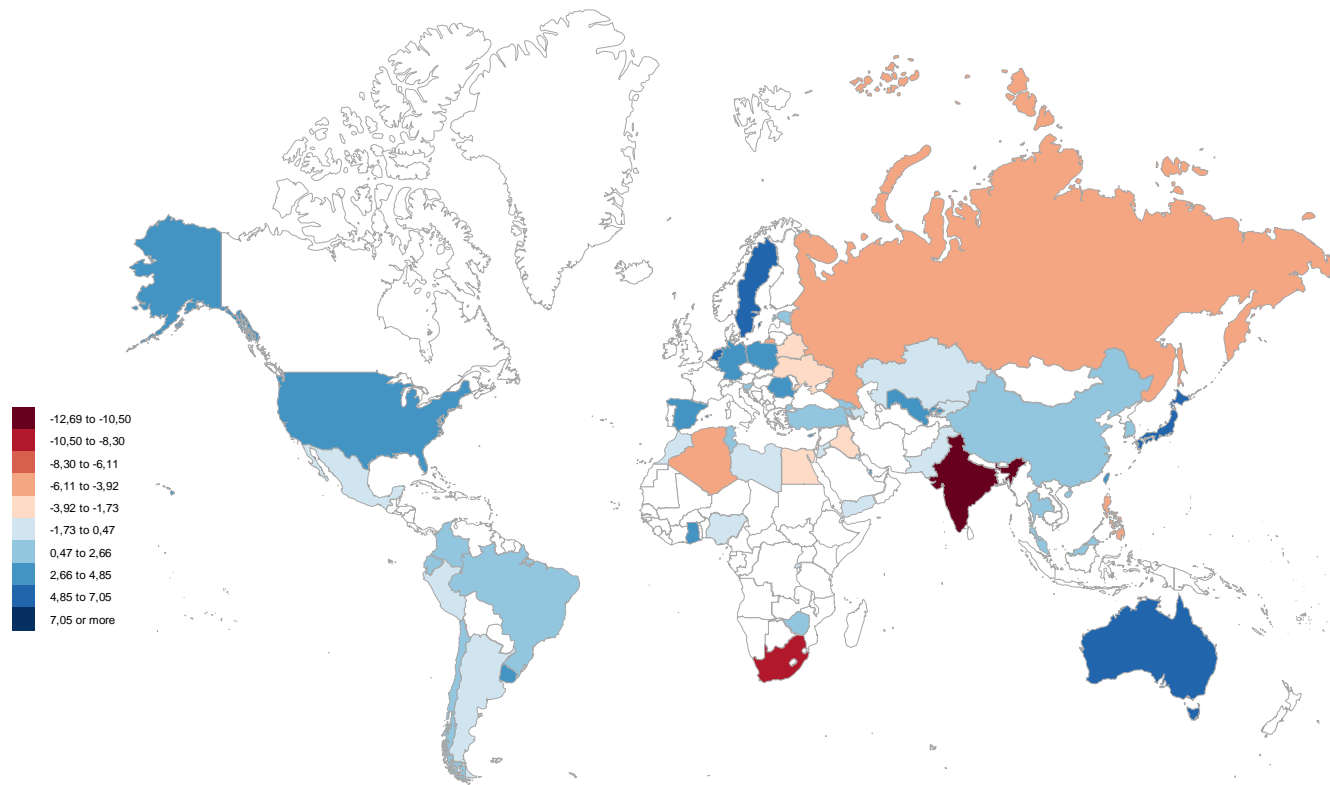 -12,69 to -10,50
-10,50 to -8,30
-8,30 to -6,11
-6,11 to -3,92
-3,92 to -1,73
-1,73 to 0,47
0,47 to 2,66
2,66 to 4,85
4,85 to 7,05
7,05 or more